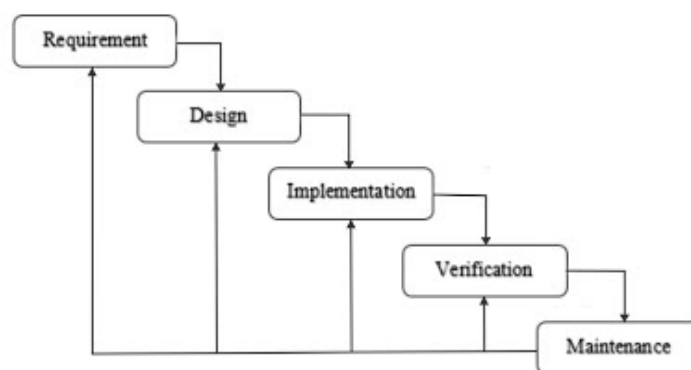 Requirement
Design
Implementation
Verification
Maintenance